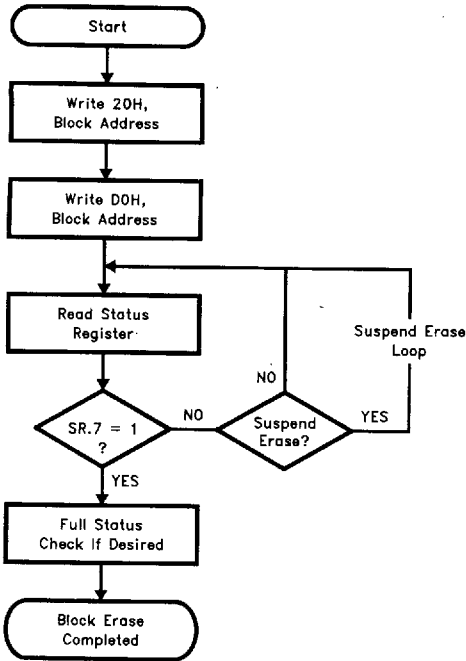 Start
Write 20H,
Block Address
Write D0H,
Block Address
Read Status
Register
Suspend Erase
Loop
NO
SR.7 = 1
?
NO
Suspend
Erase?
YES
YES
Full Status
Check If Desired
Block Erase
Completed